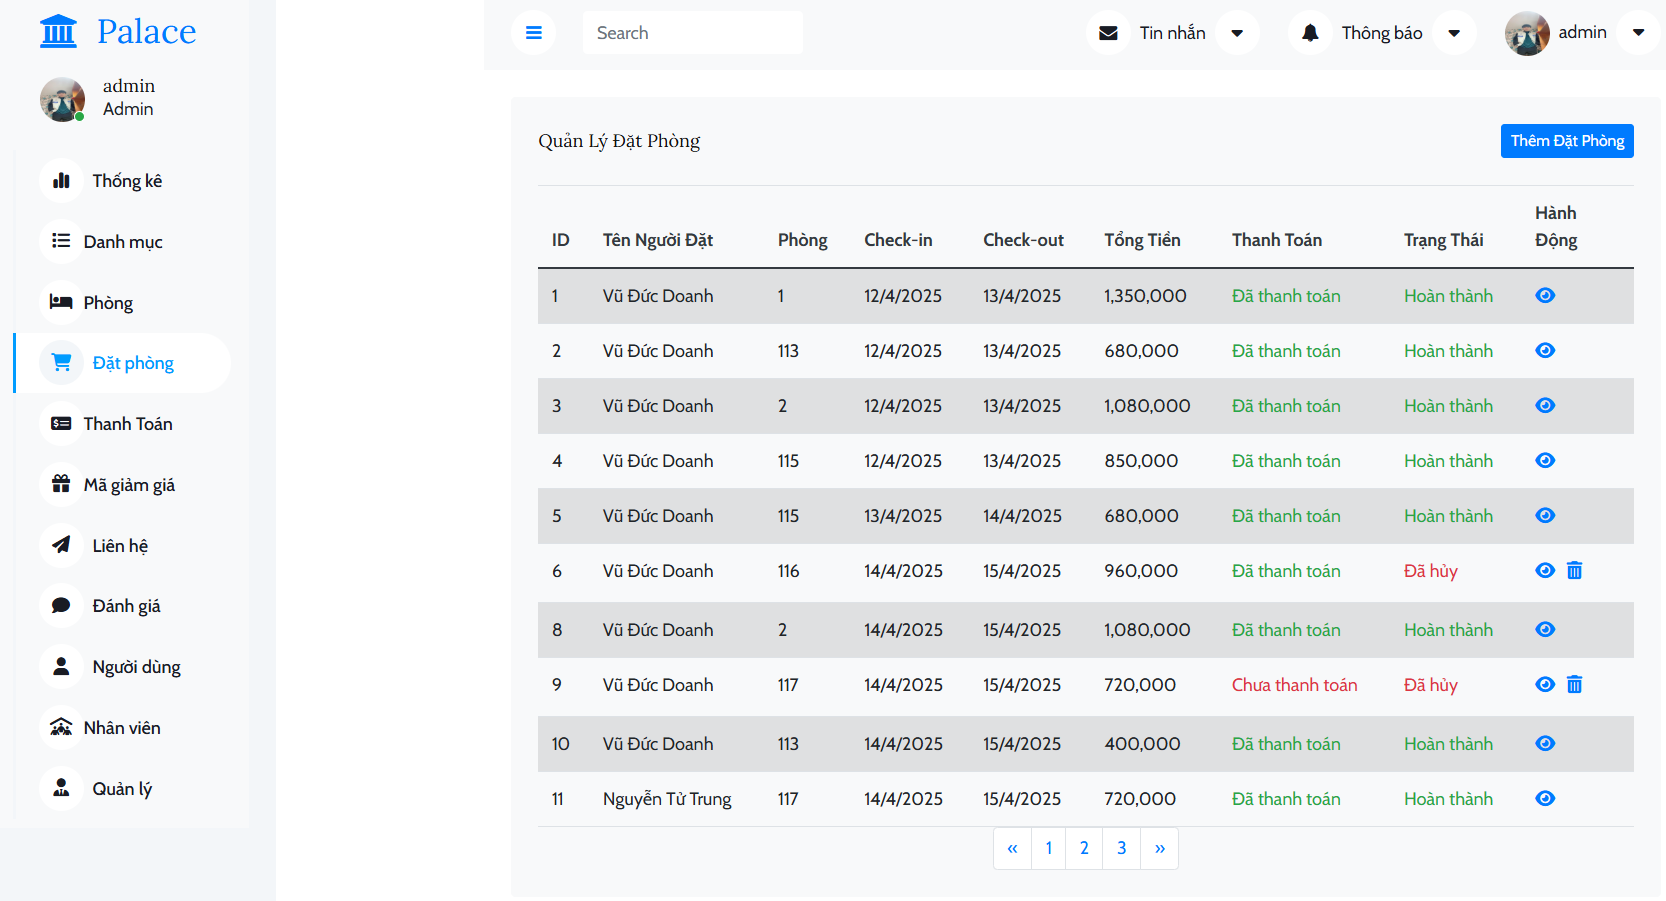 Palace
admin
Admin
Thống kê
Danh mục
Phòng
Đặt phòng
Thanh Toán
Mã giảm giá
Liên hệ
Đánh giá
Người dùng
Nhân viên
Quản lý
Search
Tin nhắn
Thông báo
admin
Quản Lý Đặt Phòng
Thêm Đặt Phòng
ID Tên Người Đặt Phòng Check-in Check-out Tổng Tiền Thanh Toán Trạng Thái Hành Động
1 Vũ Đức Doanh 1 12/4/2025 13/4/2025 1,350,000 Đã thanh toán Hoàn thành
2 Vũ Đức Doanh 113 12/4/2025 13/4/2025 680,000 Đã thanh toán Hoàn thành
3 Vũ Đức Doanh 2 12/4/2025 13/4/2025 1,080,000 Đã thanh toán Hoàn thành
4 Vũ Đức Doanh 115 12/4/2025 13/4/2025 850,000 Đã thanh toán Hoàn thành
5 Vũ Đức Doanh 115 13/4/2025 14/4/2025 680,000 Đã thanh toán Hoàn thành
6 Vũ Đức Doanh 116 14/4/2025 15/4/2025 960,000 Đã thanh toán Đã hủy
8 Vũ Đức Doanh 2 14/4/2025 15/4/2025 1,080,000 Đã thanh toán Hoàn thành
9 Vũ Đức Doanh 117 14/4/2025 15/4/2025 720,000 Chưa thanh toán Đã hủy
10 Vũ Đức Doanh 113 14/4/2025 15/4/2025 400,000 Đã thanh toán Hoàn thành
11 Nguyễn Tử Trung 117 14/4/2025 15/4/2025 720,000 Đã thanh toán Hoàn thành
« 1 2 3 »